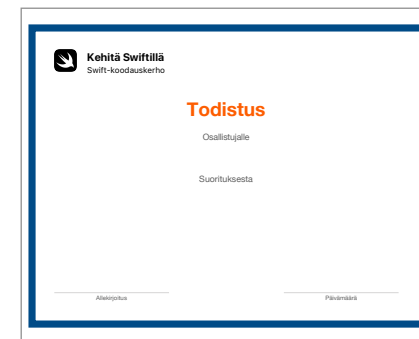 Kehitä Swiftillä
Swift-koodauskerho
Todistus
Osallistujalle
Suorituksesta
Allekirjoitus
Päivämäärä